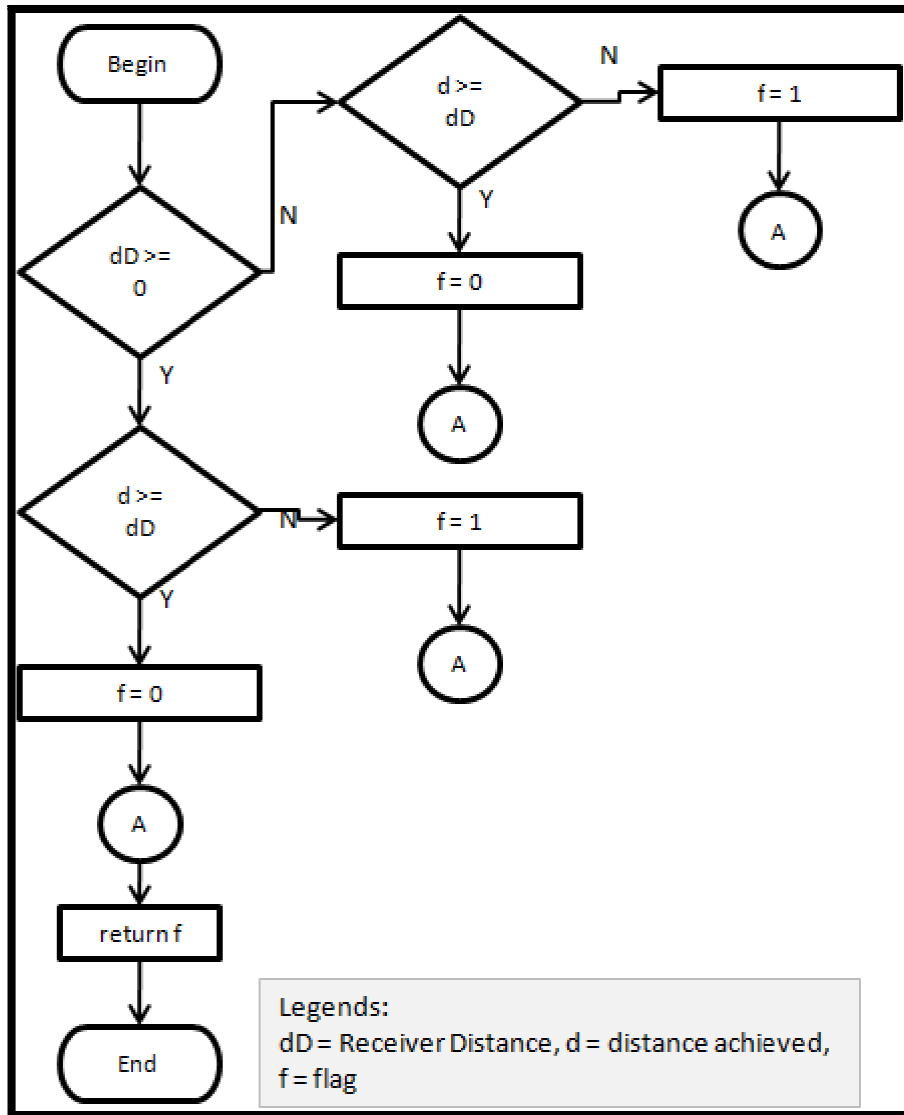 Begin
d >=
dD
N
f = 1
N
Y
A
dD >=
0
f = 0
Y
A
d >=
dD
N
f = 1
Y
A
f = 0
A
return f
Legends:
dD = Receiver Distance, d = distance achieved,
f = flag
End